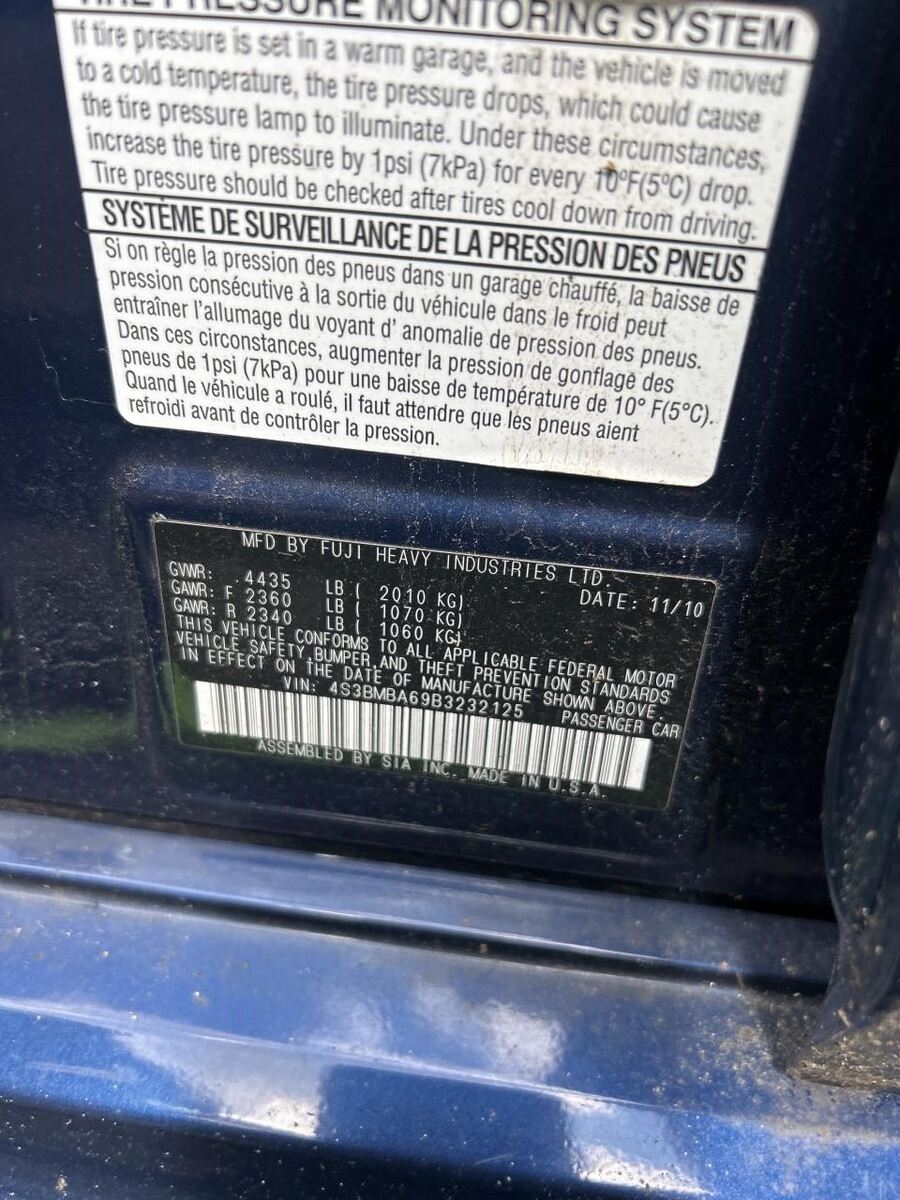 TIRE PRESSURE MONITORING SYSTEM
If tire pressure is set in a warm garage, and the vehicle is moved
to a cold temperature, the tire pressure drops, which could cause
the tire pressure lamp to illuminate. Under these circumstances,
increase the tire pressure by 1psi (7kPa) for every 10°F(5°C) drop.
Tire pressure should be checked after tires cool down from driving.
SYSTÈME DE SURVEILLANCE DE LA PRESSION DES PNEUS
Si on règle la pression des pneus dans un garage chauffé, la baisse de
pression consécutive à la sortie du véhicule dans le froid peut
entraîner l'allumage du voyant d' anomalie de pression des pneus.
Dans ces circonstances, augmenter la pression de gonflage des
pneus de 1psi (7kPa) pour une baisse de température de 10° F(5°C).
Quand le véhicule a roulé, il faut attendre que les pneus aient
refroidi avant de contrôler la pression.
MFD BY FUJI HEAVY INDUSTRIES LTD.
GVWR: 4435 LB ( 2010 KG) DATE: 11/10
GAWR: F 2360 LB ( 1070 KG)
GAWR: R 2340 LB ( 1060 KG)
THIS VEHICLE CONFORMS TO ALL APPLICABLE FEDERAL MOTOR
VEHICLE SAFETY,BUMPER,AND THEFT PREVENTION STANDARDS
IN EFFECT ON THE DATE OF MANUFACTURE SHOWN ABOVE.
VIN: 4S3BMBA69B3232125 PASSENGER CAR
ASSEMBLED BY SIA INC. MADE IN U.S.A.